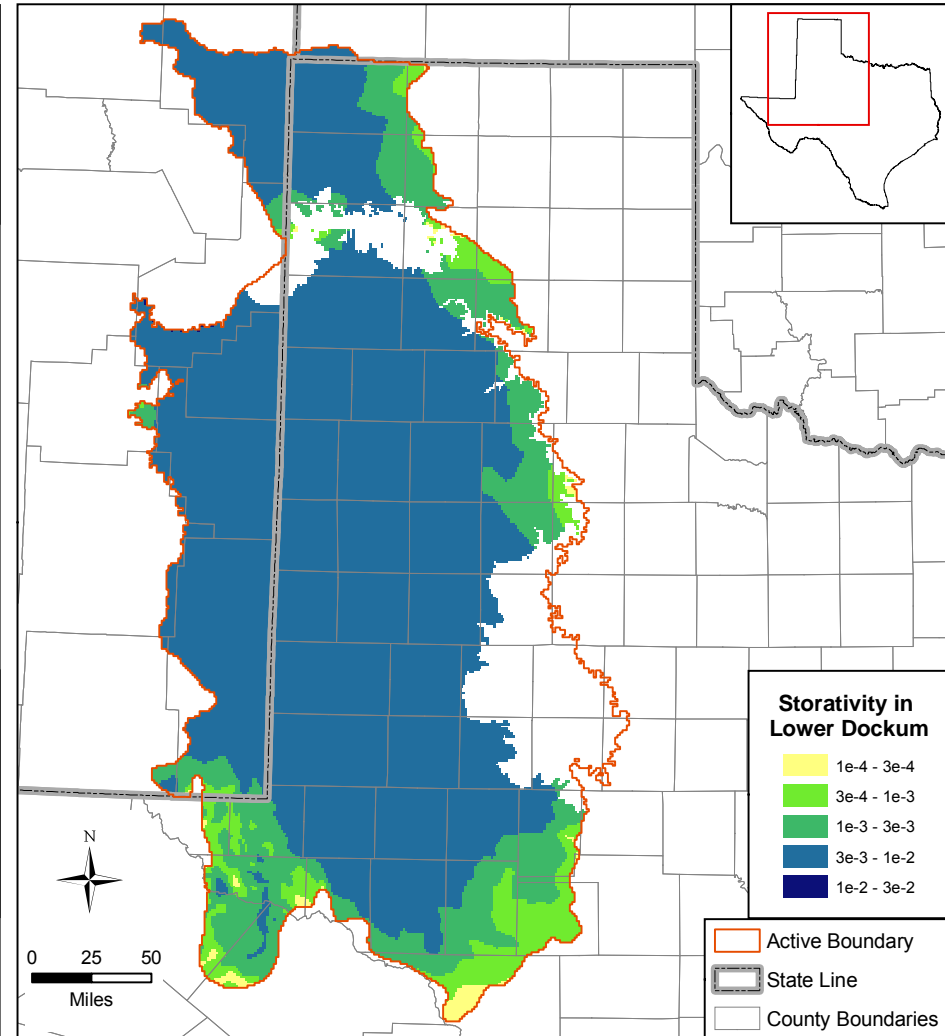 Storativity in
Lower Dockum
1e-4 - 3e-4
3e-4 - 1e-3
1e-3 - 3e-3
3e-3 - 1e-2
1e-2 - 3e-2
N
0 25 50
Miles
Active Boundary
State Line
County Boundaries